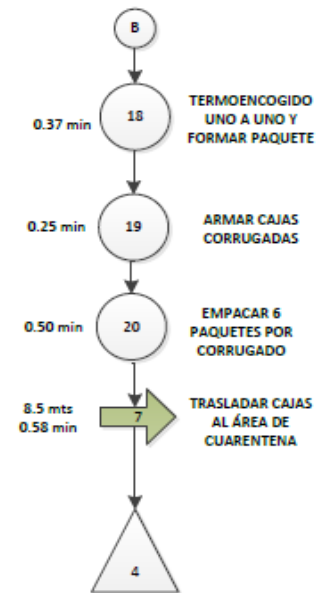 B
0.37 min
18
TERMOENCOGIDO
UNO A UNO Y
FORMAR PAQUETE
0.25 min
19
ARMAR CAJAS
CORRUGADAS
0.50 min
20
EMPACAR 6
PAQUETES POR
CORRUGADO
8.5 mts
0.58 min
7
TRASLADAR CAJAS
AL ÁREA DE
CUARENTENA
4